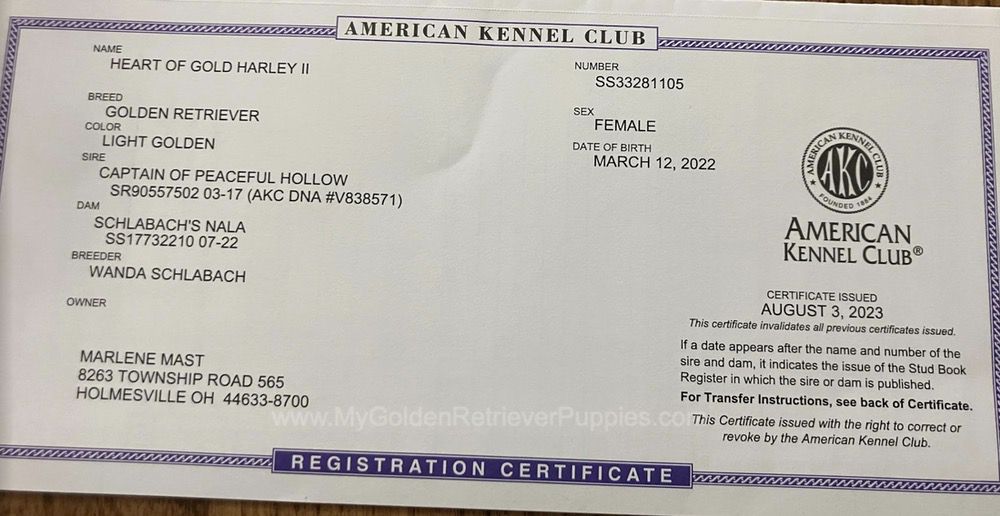 AMERICAN KENNEL CLUB
NAME
HEART OF GOLD HARLEY II
BREED
GOLDEN RETRIEVER
COLOR
LIGHT GOLDEN
SIRE
CAPTAIN OF PEACEFUL HOLLOW
SR90557502 03-17 (AKC DNA #V838571)
DAM
SCHLABACH'S NALA
SS17732210 07-22
BREEDER
WANDA SCHLABACH
OWNER
MARLENE MAST
8263 TOWNSHIP ROAD 565
HOLMESVILLE OH 44633-8700
NUMBER
SS33281105
SEX
FEMALE
DATE OF BIRTH
MARCH 12, 2022
AMERICAN KENNEL CLUB
AKC
FOUNDED 1884
AMERICAN
KENNEL CLUB®
CERTIFICATE ISSUED
AUGUST 3, 2023
This certificate invalidates all previous certificates issued.
If a date appears after the name and number of the
sire and dam, it indicates the issue of the Stud Book
Register in which the sire or dam is published.
For Transfer Instructions, see back of Certificate.
This Certificate issued with the right to correct or
revoke by the American Kennel Club.
www.MyGoldenRetrieverPuppies.com
REGISTRATION CERTIFICATE